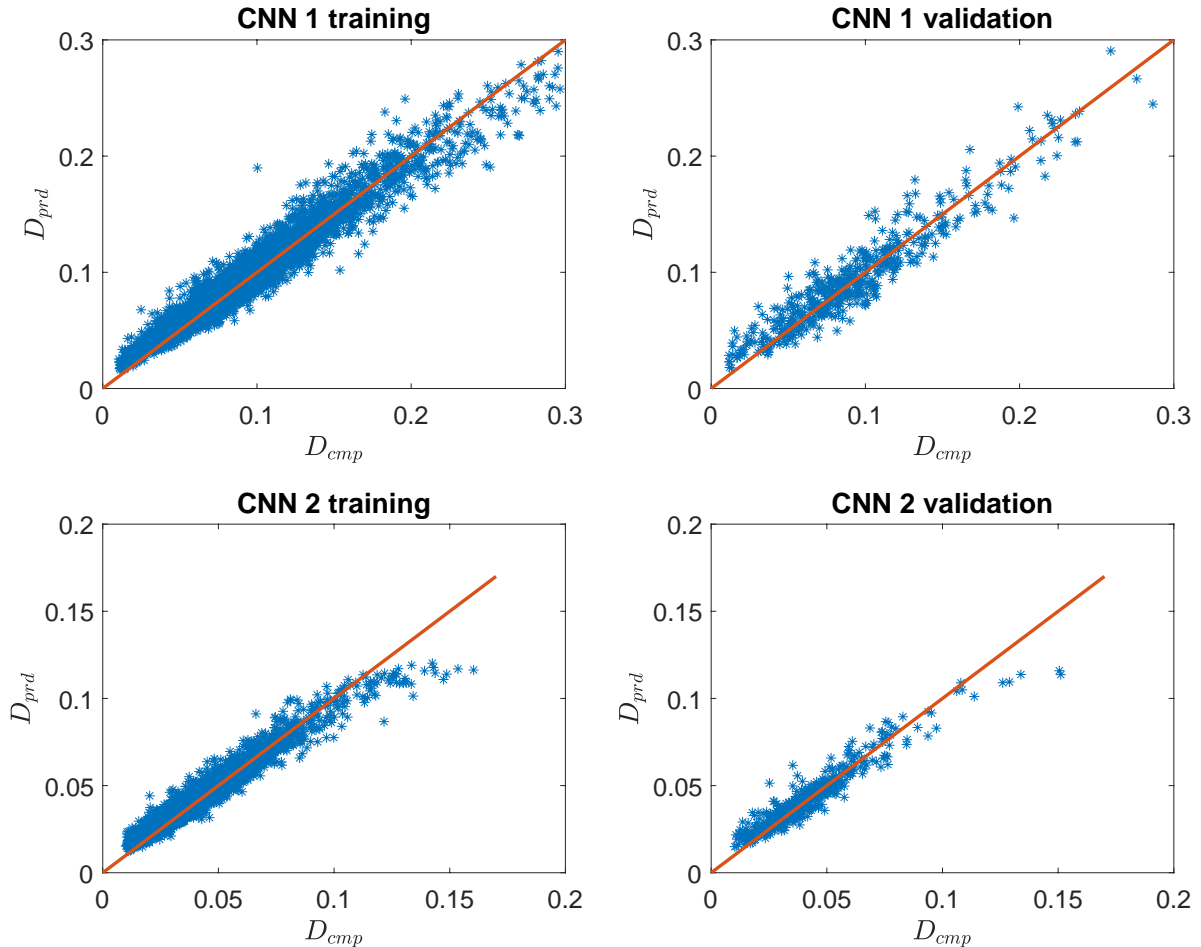 CNN 1 training
0.3
0.2
0.1
0
D_prd
0 0.1 0.2 0.3
D_cmp
CNN 1 validation
0.3
0.2
0.1
0
D_prd
0 0.1 0.2 0.3
D_cmp
CNN 2 training
0.2
0.15
0.1
0.05
0
D_prd
0 0.05 0.1 0.15 0.2
D_cmp
CNN 2 validation
0.2
0.15
0.1
0.05
0
D_prd
0 0.05 0.1 0.15 0.2
D_cmp